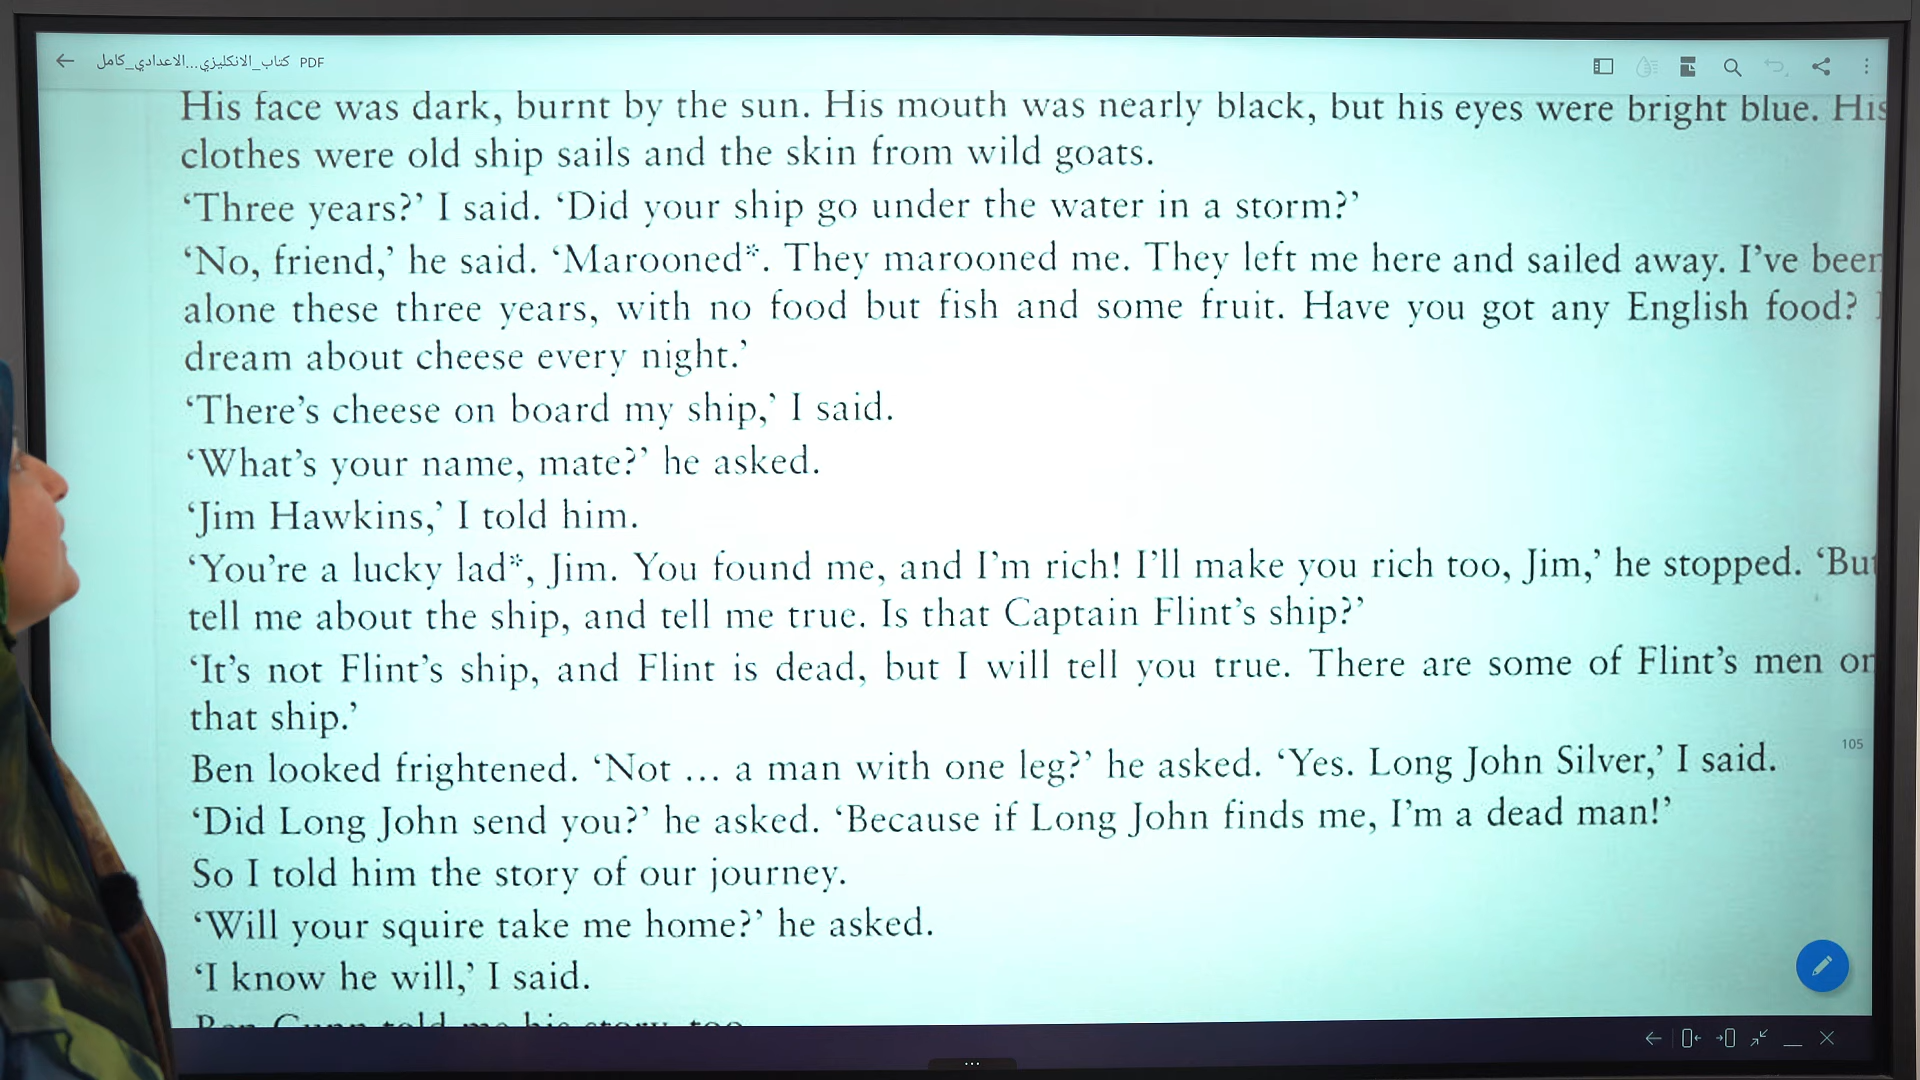 كتاب_الانكليزي...الاعدادي_كامل PDF
His face was dark, burnt by the sun. His mouth was nearly black, but his eyes were bright blue. His
clothes were old ship sails and the skin from wild goats.
‘Three years?’ I said. ‘Did your ship go under the water in a storm?’
‘No, friend,’ he said. ‘Marooned*. They marooned me. They left me here and sailed away. I’ve been
alone these three years, with no food but fish and some fruit. Have you got any English food? I
dream about cheese every night.’
‘There’s cheese on board my ship,’ I said.
‘What’s your name, mate?’ he asked.
‘Jim Hawkins,’ I told him.
‘You’re a lucky lad*, Jim. You found me, and I’m rich! I’ll make you rich too, Jim,’ he stopped. ‘But
tell me about the ship, and tell me true. Is that Captain Flint’s ship?’
‘It’s not Flint’s ship, and Flint is dead, but I will tell you true. There are some of Flint’s men on
that ship.’
105
Ben looked frightened. ‘Not ... a man with one leg?’ he asked. ‘Yes. Long John Silver,’ I said.
‘Did Long John send you?’ he asked. ‘Because if Long John finds me, I’m a dead man!’
So I told him the story of our journey.
‘Will your squire take me home?’ he asked.
‘I know he will,’ I said.
Ben Gunn told me his story, too